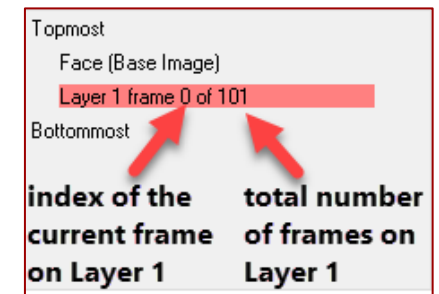 Topmost
Face (Base Image)
Layer 1 frame 0 of 101
Bottommost
index of the
current frame
on Layer 1
total number
of frames on
Layer 1